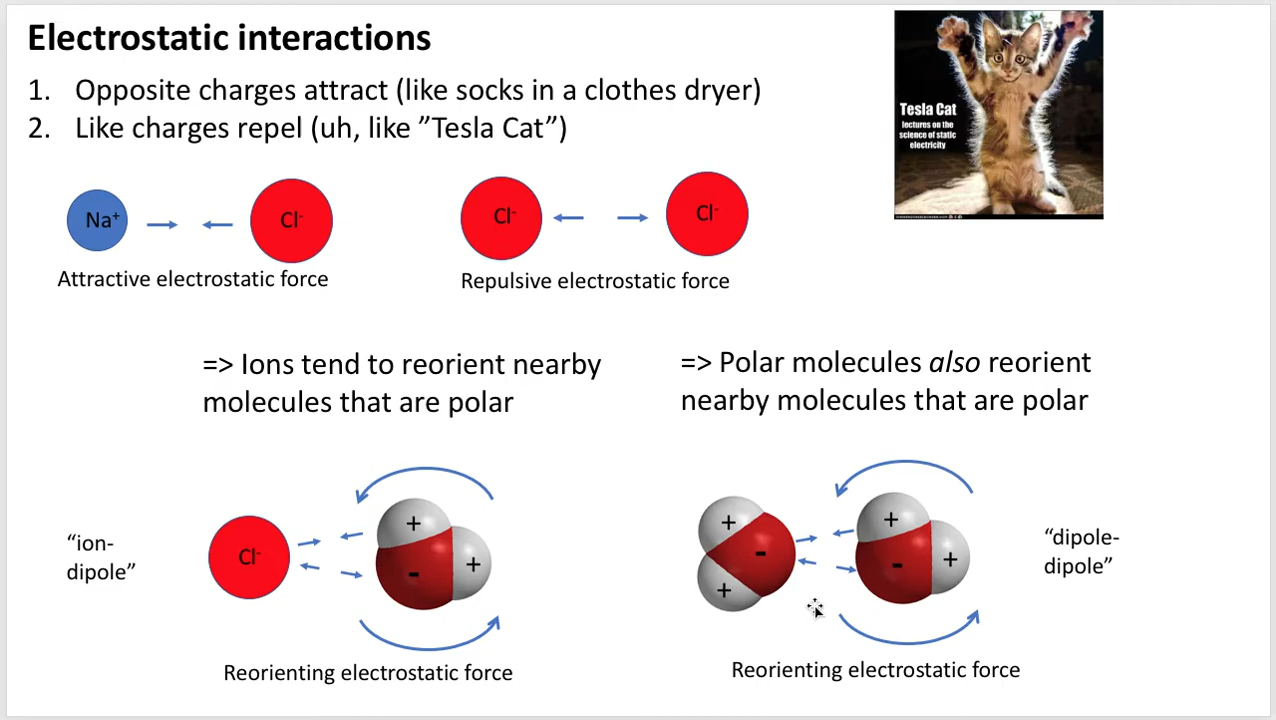 Electrostatic interactions
1. Opposite charges attract (like socks in a clothes dryer)
2. Like charges repel (uh, like ”Tesla Cat”)
Tesla Cat
lectures on the
science of static
electricity
Na⁺
Cl⁻
Cl⁻
Cl⁻
Attractive electrostatic force
Repulsive electrostatic force
=> Ions tend to reorient nearby
molecules that are polar
=> Polar molecules also reorient
nearby molecules that are polar
“ion-
dipole”
Cl⁻
+
-
+
Reorienting electrostatic force
+
-
+
+
-
+
“dipole-
dipole”
Reorienting electrostatic force